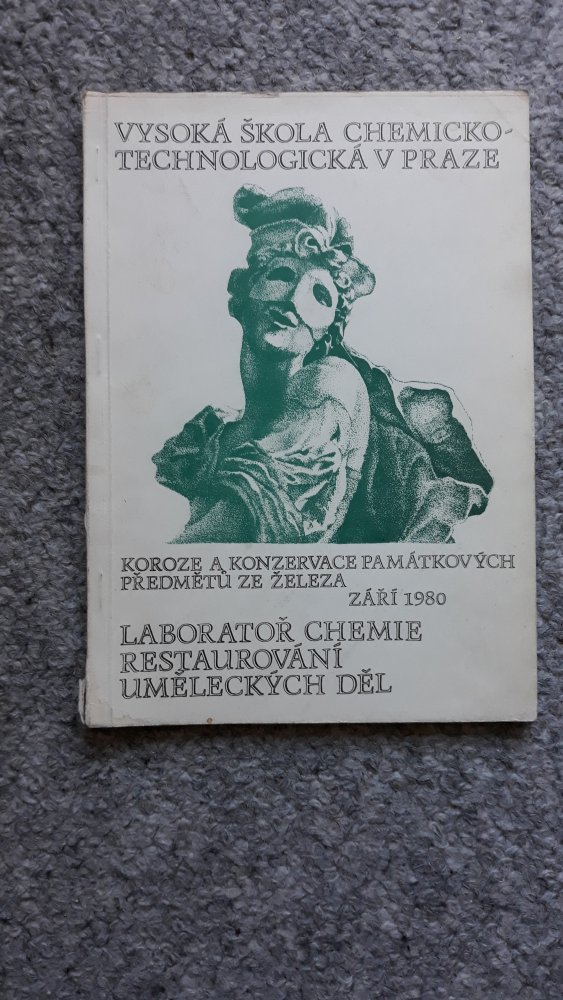 VYSOKÁ ŠKOLA CHEMICKO-
TECHNOLOGICKÁ V PRAZE
KOROZE A KONZERVACE PAMÁTKOVÝCH
PŘEDMĚTŮ ZE ŽELEZA
ZÁŘÍ 1980
LABORATOŘ CHEMIE
RESTAUROVÁNÍ
UMĚLECKÝCH DĚL